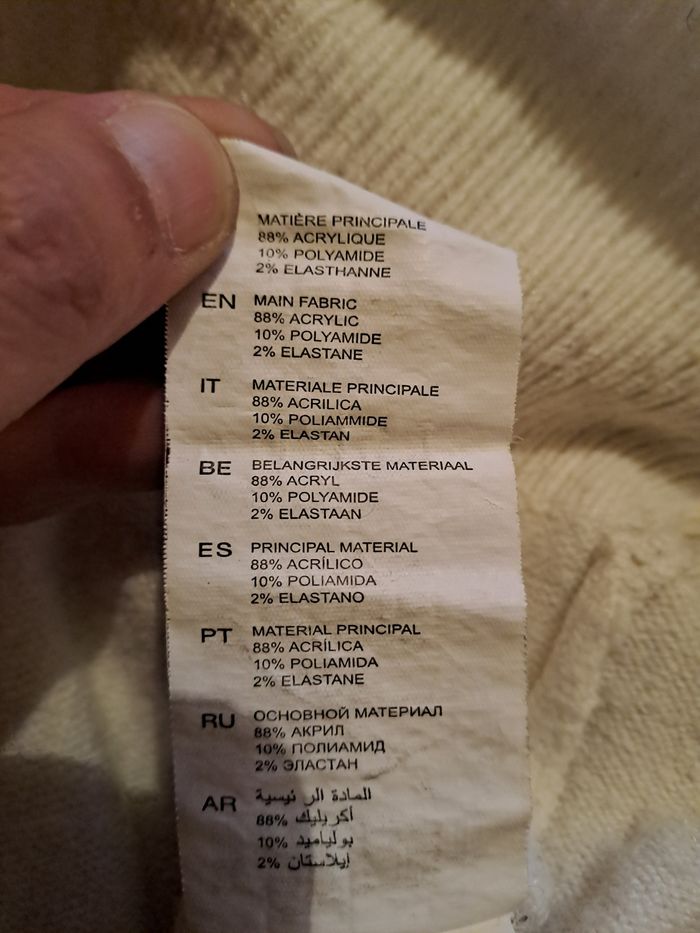 MATIÈRE PRINCIPALE
88% ACRYLIQUE
10% POLYAMIDE
2% ELASTHANNE
EN MAIN FABRIC
88% ACRYLIC
10% POLYAMIDE
2% ELASTANE
IT MATERIALE PRINCIPALE
88% ACRILICA
10% POLIAMMIDE
2% ELASTAN
BE BELANGRIJKSTE MATERIAAL
88% ACRYL
10% POLYAMIDE
2% ELASTAAN
ES PRINCIPAL MATERIAL
88% ACRÍLICO
10% POLIAMIDA
2% ELASTANO
PT MATERIAL PRINCIPAL
88% ACRÍLICA
10% POLIAMIDA
2% ELASTANE
RU ОСНОВНОЙ МАТЕРИАЛ
88% АКРИЛ
10% ПОЛИАМИД
2% ЭЛАСТАН
AR المادة الر ئيسية
88% أكريليك
10% بولياميد
2% إيلاستان